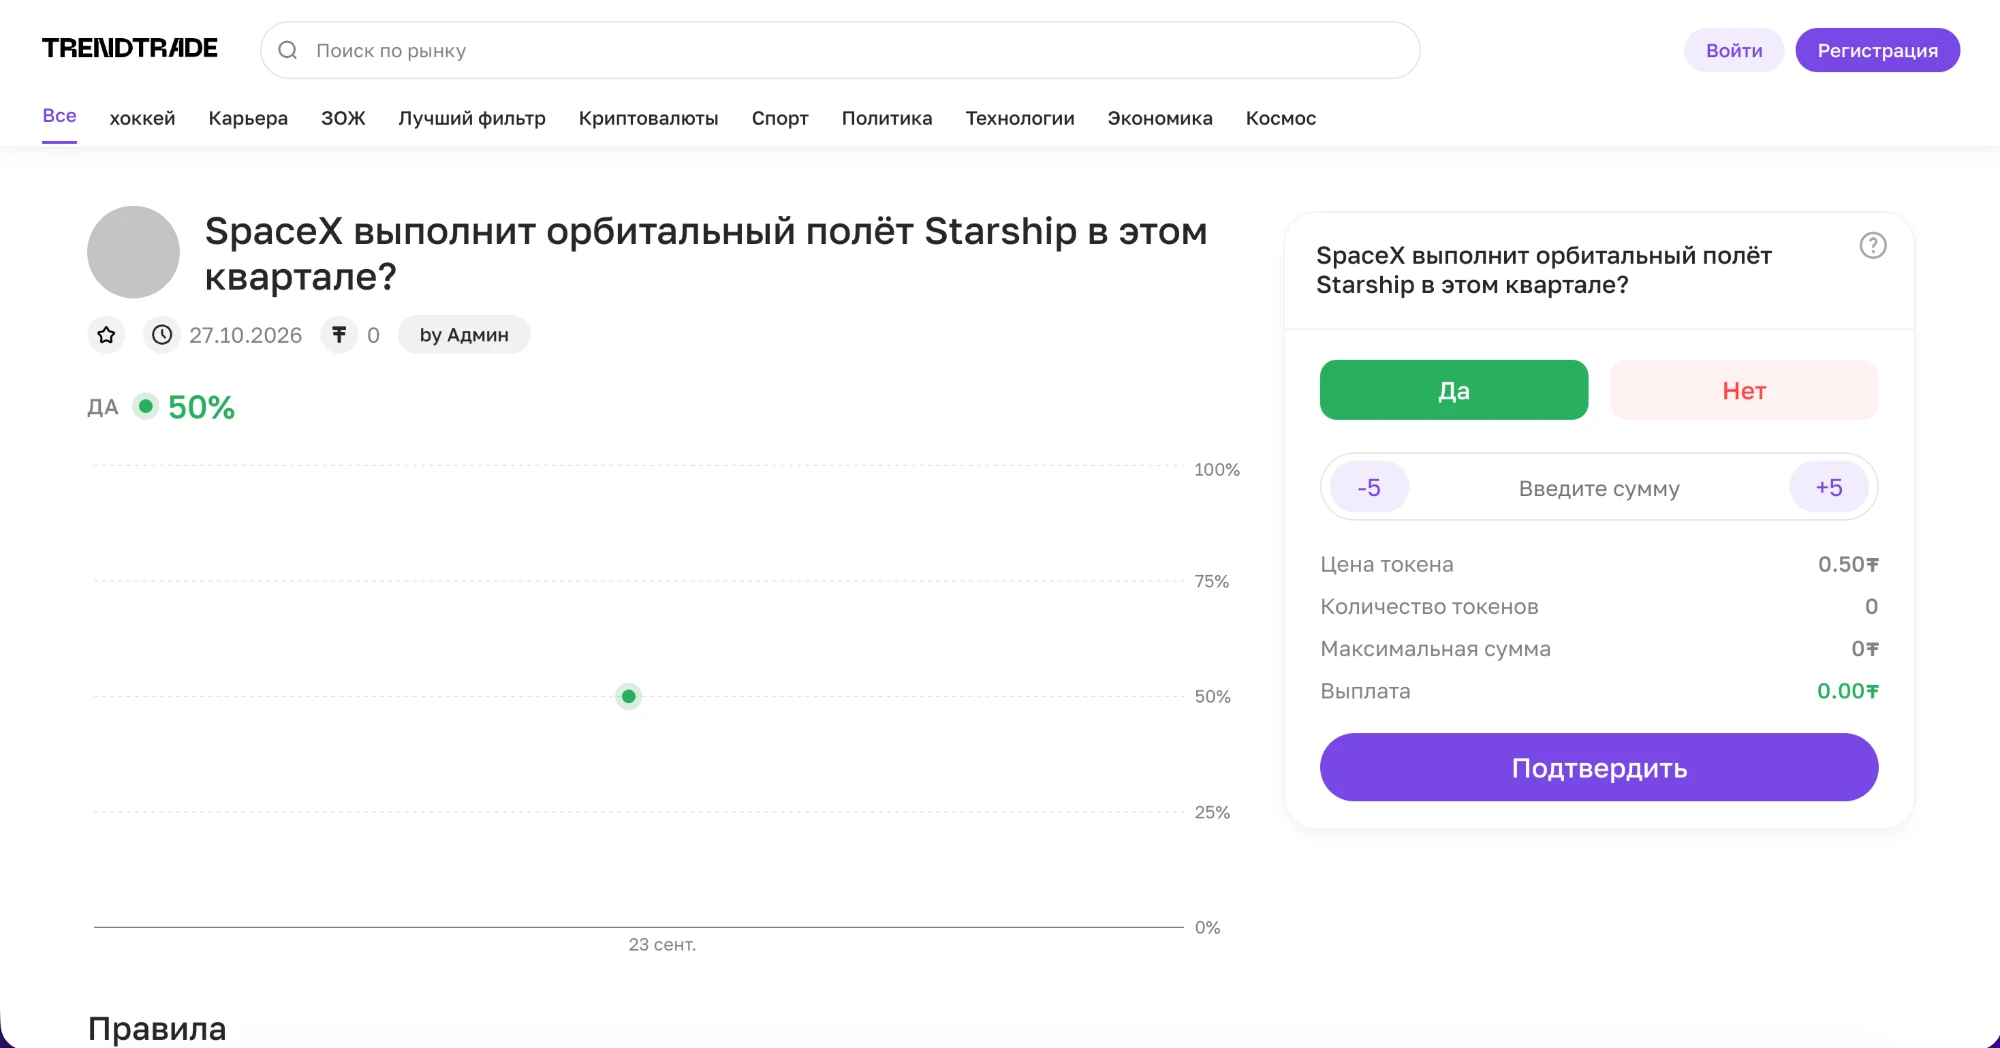 TRENDTRADE
Поиск по рынку
Войти
Регистрация
Все
хоккей
Карьера
ЗОЖ
Лучший фильтр
Криптовалюты
Спорт
Политика
Технологии
Экономика
Космос
SpaceX выполнит орбитальный полёт Starship в этом
квартале?
27.10.2026
₸ 0
by Админ
ДА 50%
100%
75%
50%
25%
0%
23 сент.
Правила
SpaceX выполнит орбитальный полёт
Starship в этом квартале?
?
Да
Нет
-5
Введите сумму
+5
Цена токена 0.50₸
Количество токенов 0
Максимальная сумма 0₸
Выплата 0.00₸
Подтвердить